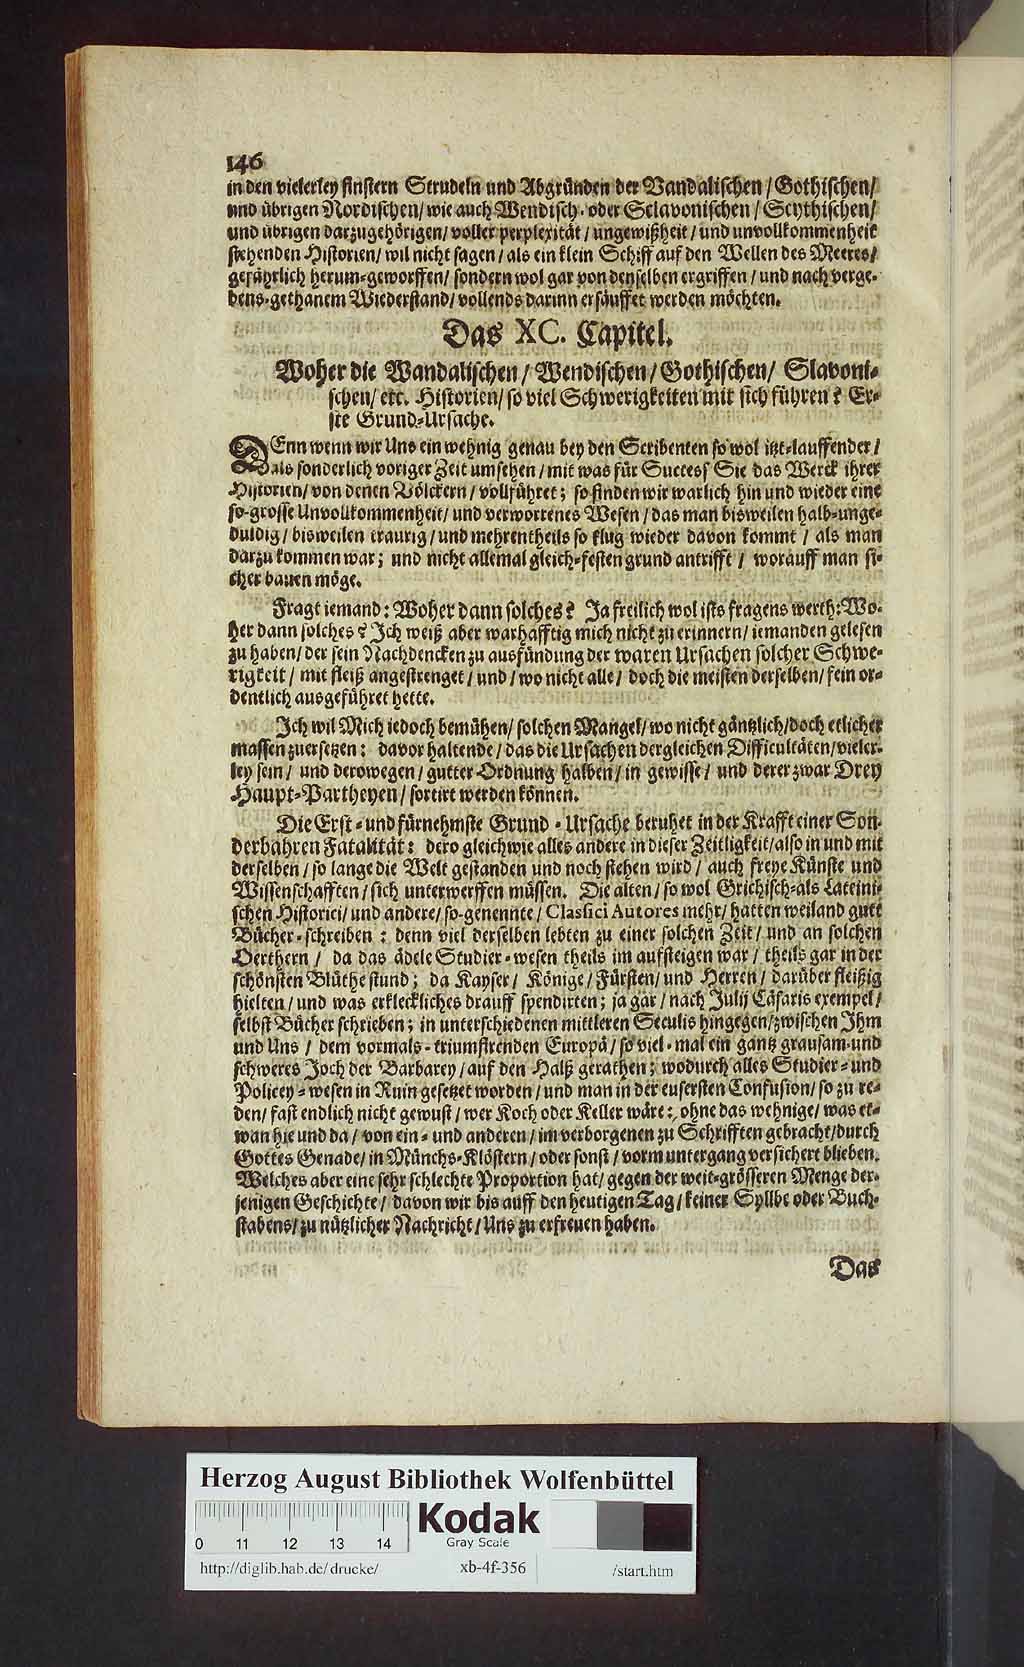 146
in den vielerley finstern Strudeln und Abgründen der Vandalischen / Gothischen /
und übrigen Nordischen / wie auch Wendisch- oder Sclavonischen / Scythischen /
und übrigen darzugehörigen / voller perplexität / ungewißheit / und unvollkommenheit
stehenden Historien / wil nicht sagen / als ein klein Schiff auf den Wellen des Meeres /
gefährlich herum-geworffen / sondern wol gar von denselben ergriffen / und nach verge-
bens-gethanem Wiederstand / vollends darinn ersäuffet werden möchten.
Das XC. Capitel.
Woher die Wandalischen / Wendischen / Gothischen / Slavoni-
schen / etc. Historien / so viel Schwerigkeiten mit sich führen? Er-
ste Grund-Ursache.
DEnn wenn wir Uns ein wehnig genau bey den Scribenten so wol itzt-lauffender /
als sonderlich voriger Zeit umsehen / mit was für Success Sie das Werck ihrer
Historien / von denen Völckern / vollführet; so finden wir warlich hin und wieder eine
so-grosse Unvollkommenheit / und verworrenes Wesen / das man bisweilen halb-unge-
duldig / bisweilen traurig / und mehrentheils so klug wieder davon kommt / als man
darzu kommen war; und nicht allemal gleich-festen grund antrifft / worauff man si-
cher bauen möge.
Fragt iemand: Woher dann solches? Ja freilich wol ists fragens werth: Wo-
her dann solches? Ich weiß aber warhafftig mich nicht zu erinnern / iemanden gelesen
zu haben / der sein Nachdencken zu ausfündung der waren Ursachen solcher Schwe-
rigkeit / mit fleiß angestrenget / und / wo nicht alle / doch die meisten derselben / fein or-
dentlich ausgeführet hette.
Ich wil Mich iedoch bemühen / solchen Mangel / wo nicht gäntzlich / doch etlicher
massen zuersetzen: davor haltende / das die Ursachen dergleichen Difficultäten / vieler-
ley sein / und derowegen / gutter Ordnung halben / in gewisse / und derer zwar Drey
Haupt-Partheyen / sortirt werden können.
Die Erst- und fürnehmste Grund-Ursache beruhet in der Krafft einer Son-
derbahren Fatalität: dero gleichwie alles andere in dieser Zeitligkeit / also in und mit
derselben / so lange die Welt gestanden und noch stehen wird / auch freye Künste und
Wissenschafften / sich unterwerffen müssen. Die alten / so wol Grichisch-als Lateini-
schen Historici / und andere / so-genennte / Classici Autores mehr / hatten weiland gutt
Bücher-schreiben: denn viel derselben lebten zu einer solchen Zeit / und an solchen
Oerthern / da das ädele Studier-wesen theils im aufsteigen war / theils gar in der
schönsten Blüthe stund; da Kayser / Könige / Fürsten / und Herren / darüber fleißig
hielten / und was erkleckliches drauff spendirten; ja gar / nach Julij Cäsaris exempel /
selbst Bücher schrieben; in unterschiedenen mittleren Seculis hingegen / zwischen Ihm
und Uns / dem vormals-triumfirenden Europä / so viel-mal ein gantz grausam-und
schweres Joch der Barbarey / auf den Halß gerathen; wodurch alles Studier- und
Policey-wesen in Ruin gesetzet worden / und man in der eusersten Confusion / so zu re-
den / fast endlich nicht gewust / wer Koch oder Keller wäre: ohne das wehnige / was et-
wan hie und da / von ein- und anderen / im verborgenen zu Schrifften gebracht / durch
Gottes Genade / in Münchs-Klöstern / oder sonst / vorm untergang versichert blieben.
Welches aber eine sehr schlechte Proportion hat / gegen der weit-grösseren Menge der-
jenigen Geschichte / davon wir bis auff den heutigen Tag / keiner Syllbe oder Buch-
stabens / zu nützlicher Nachricht / Uns zu erfreuen haben.
Das
Herzog August Bibliothek Wolfenbüttel
Kodak
Gray Scale
0 11 12 13 14
http://diglib.hab.de/drucke/ xb-4f-356 /start.htm